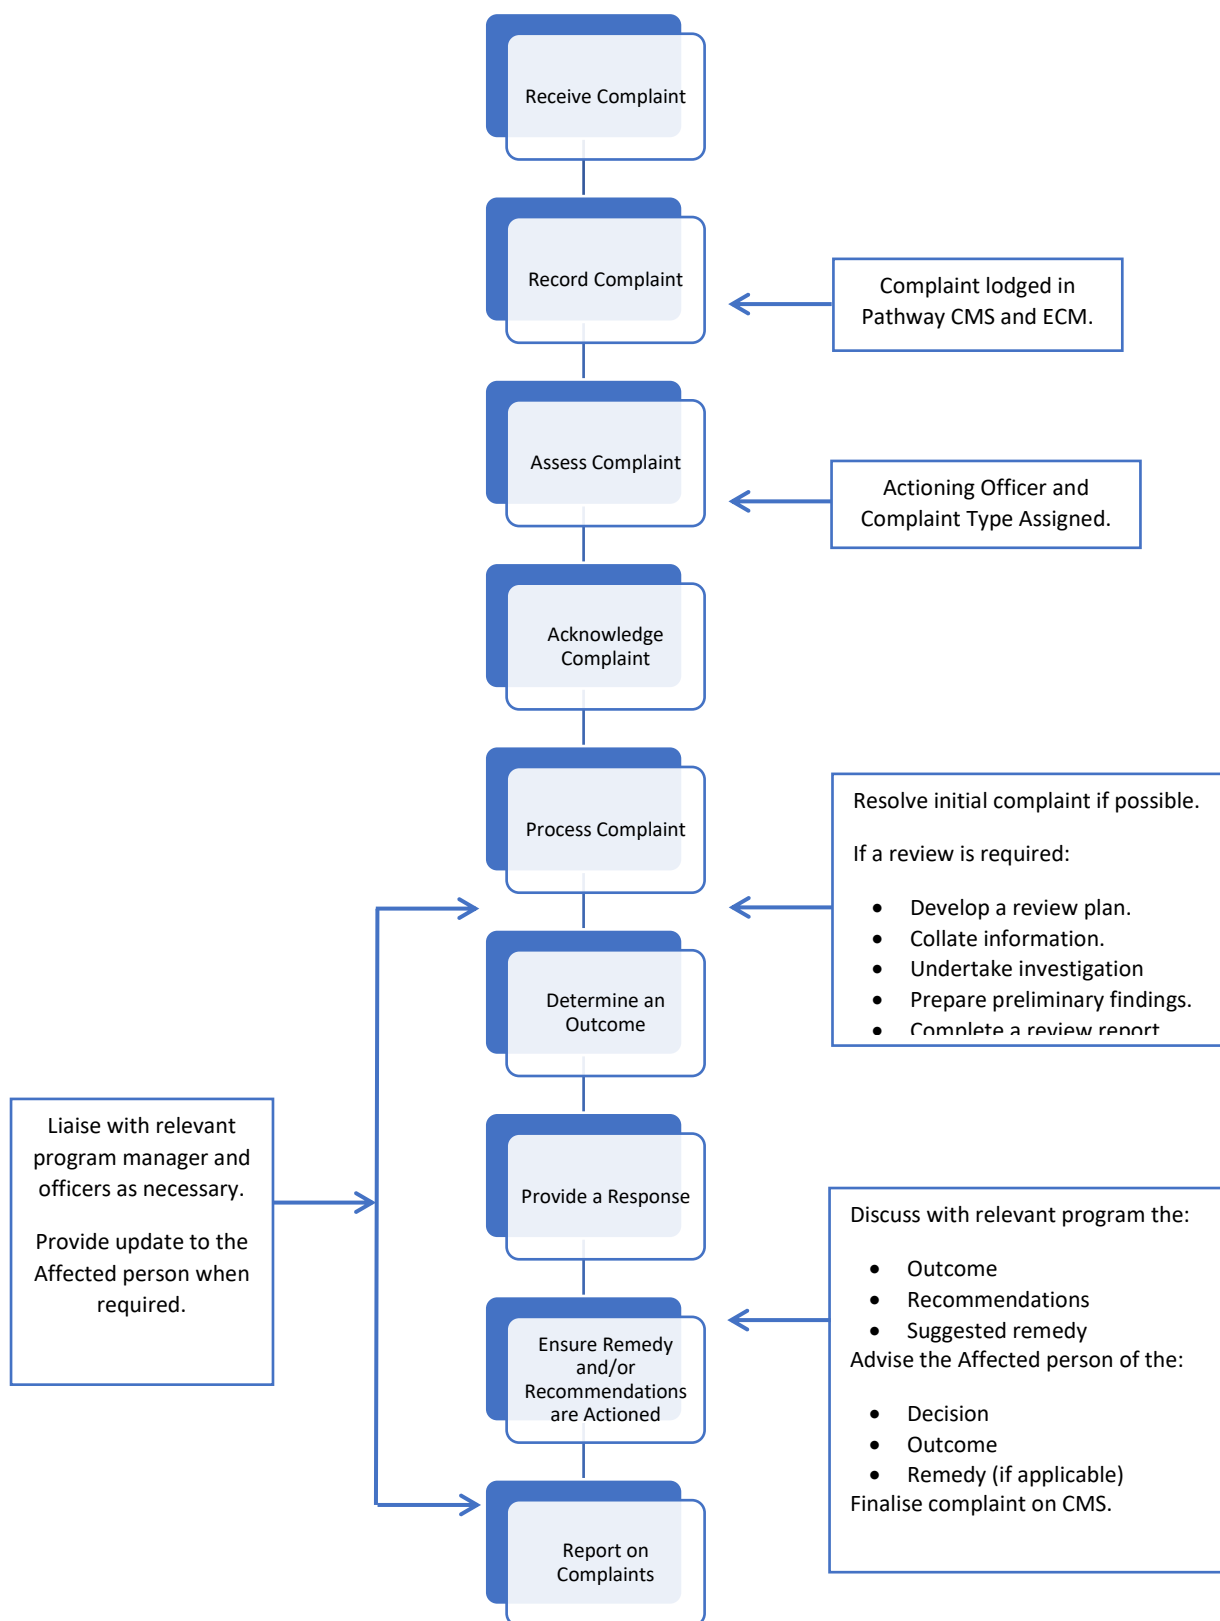 Receive Complaint
Record Complaint
Complaint lodged in
Pathway CMS and ECM.
Assess Complaint
Actioning Officer and
Complaint Type Assigned.
Acknowledge
Complaint
Process Complaint
Resolve initial complaint if possible.
If a review is required:
• Develop a review plan.
• Collate information.
• Undertake investigation
• Prepare preliminary findings.
• Complete a review report
Determine an
Outcome
Liaise with relevant
program manager and
officers as necessary.
Provide update to the
Affected person when
required.
Provide a Response
Discuss with relevant program the:
• Outcome
• Recommendations
• Suggested remedy
Advise the Affected person of the:
• Decision
• Outcome
• Remedy (if applicable)
Finalise complaint on CMS.
Ensure Remedy
and/or
Recommendations
are Actioned
Report on
Complaints